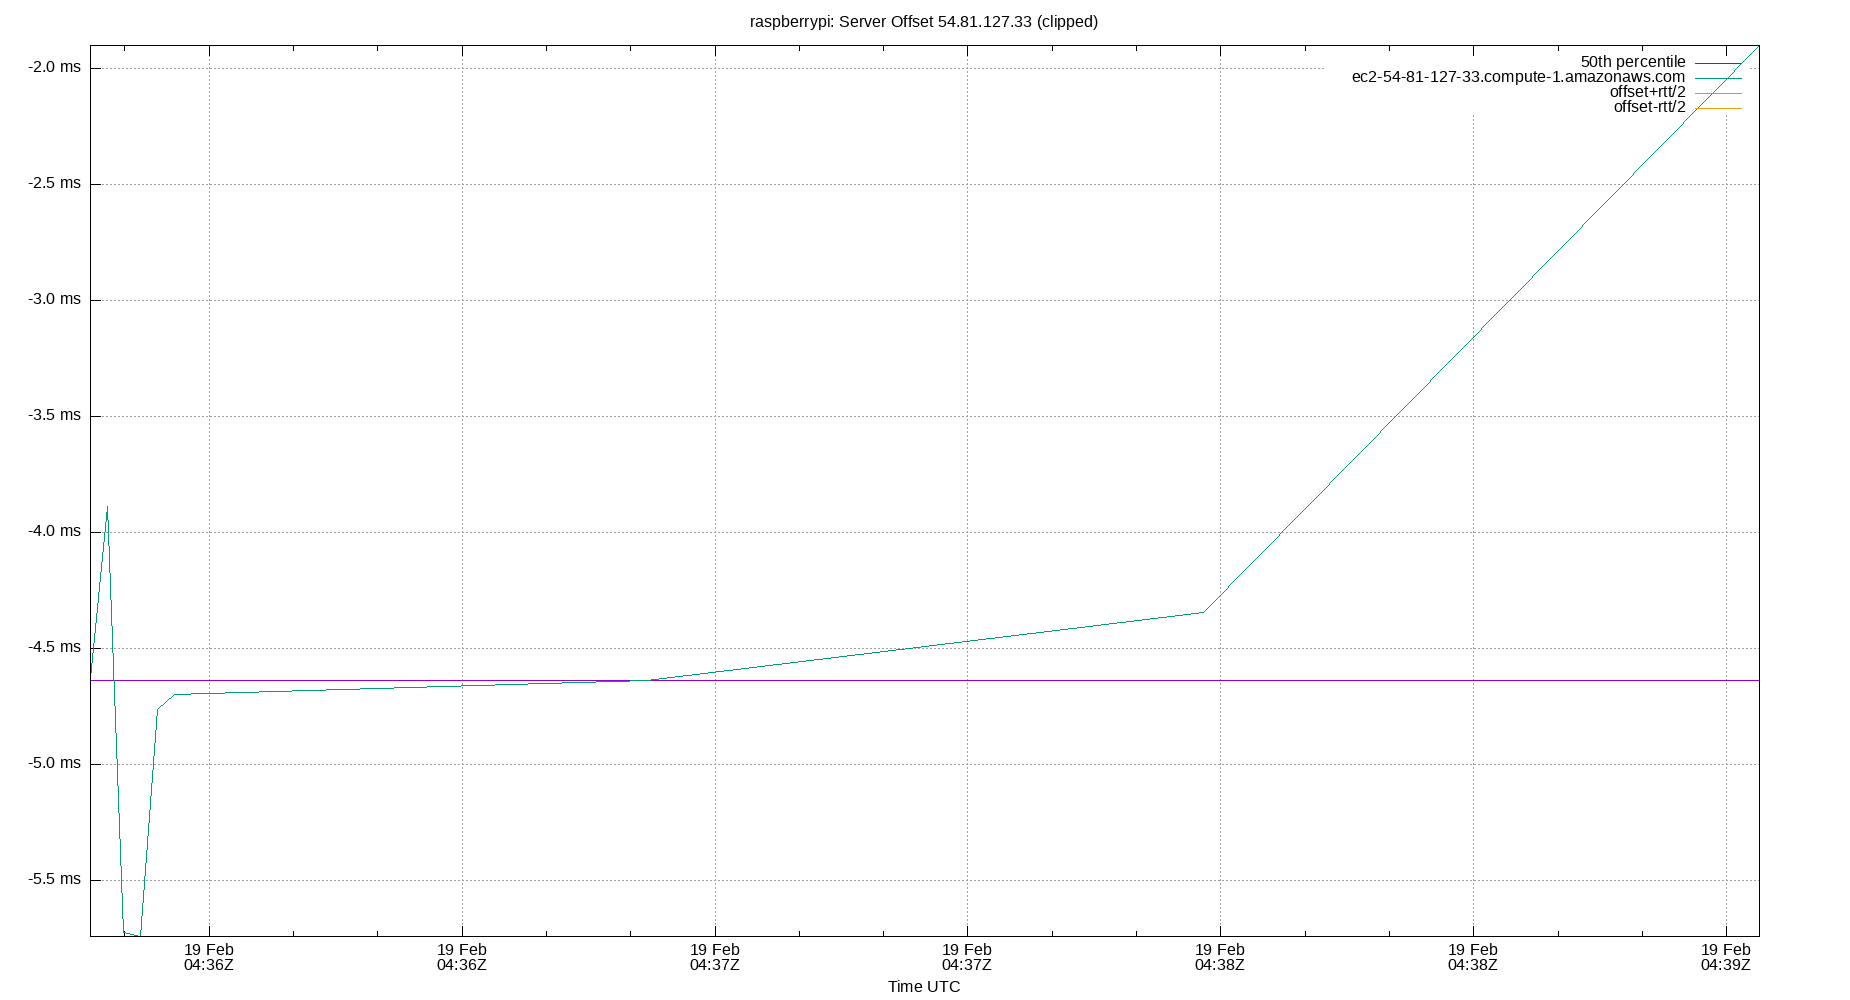 raspberrypi: Server Offset 54.81.127.33 (clipped)
50th percentile
ec2-54-81-127-33.compute-1.amazonaws.com
offset+rtt/2
offset-rtt/2
-2.0 ms
-2.5 ms
-3.0 ms
-3.5 ms
-4.0 ms
-4.5 ms
-5.0 ms
-5.5 ms
19 Feb 19 Feb 19 Feb 19 Feb 19 Feb 19 Feb 19 Feb
04:36Z 04:36Z 04:37Z 04:37Z 04:38Z 04:38Z 04:39Z
Time UTC